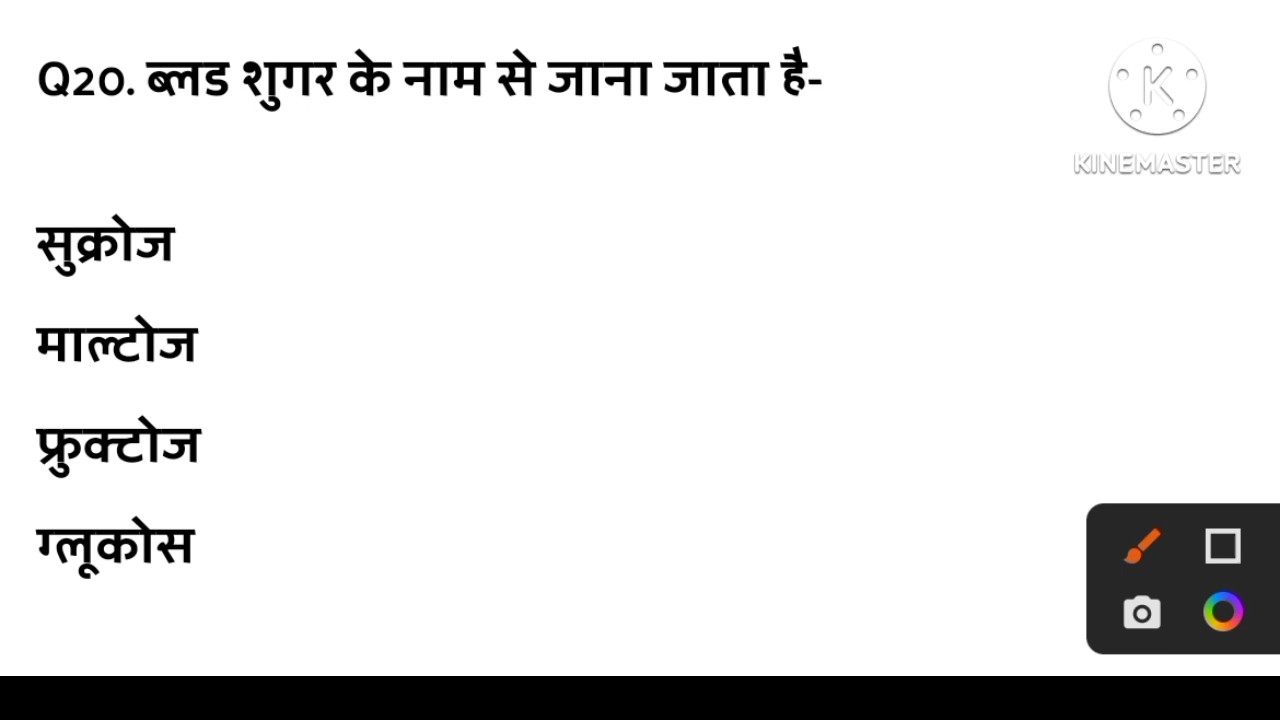 Q20. ब्लड शुगर के नाम से जाना जाता है-
KINEMASTER
सुक्रोज
माल्टोज
फ्रुक्टोज
ग्लूकोस